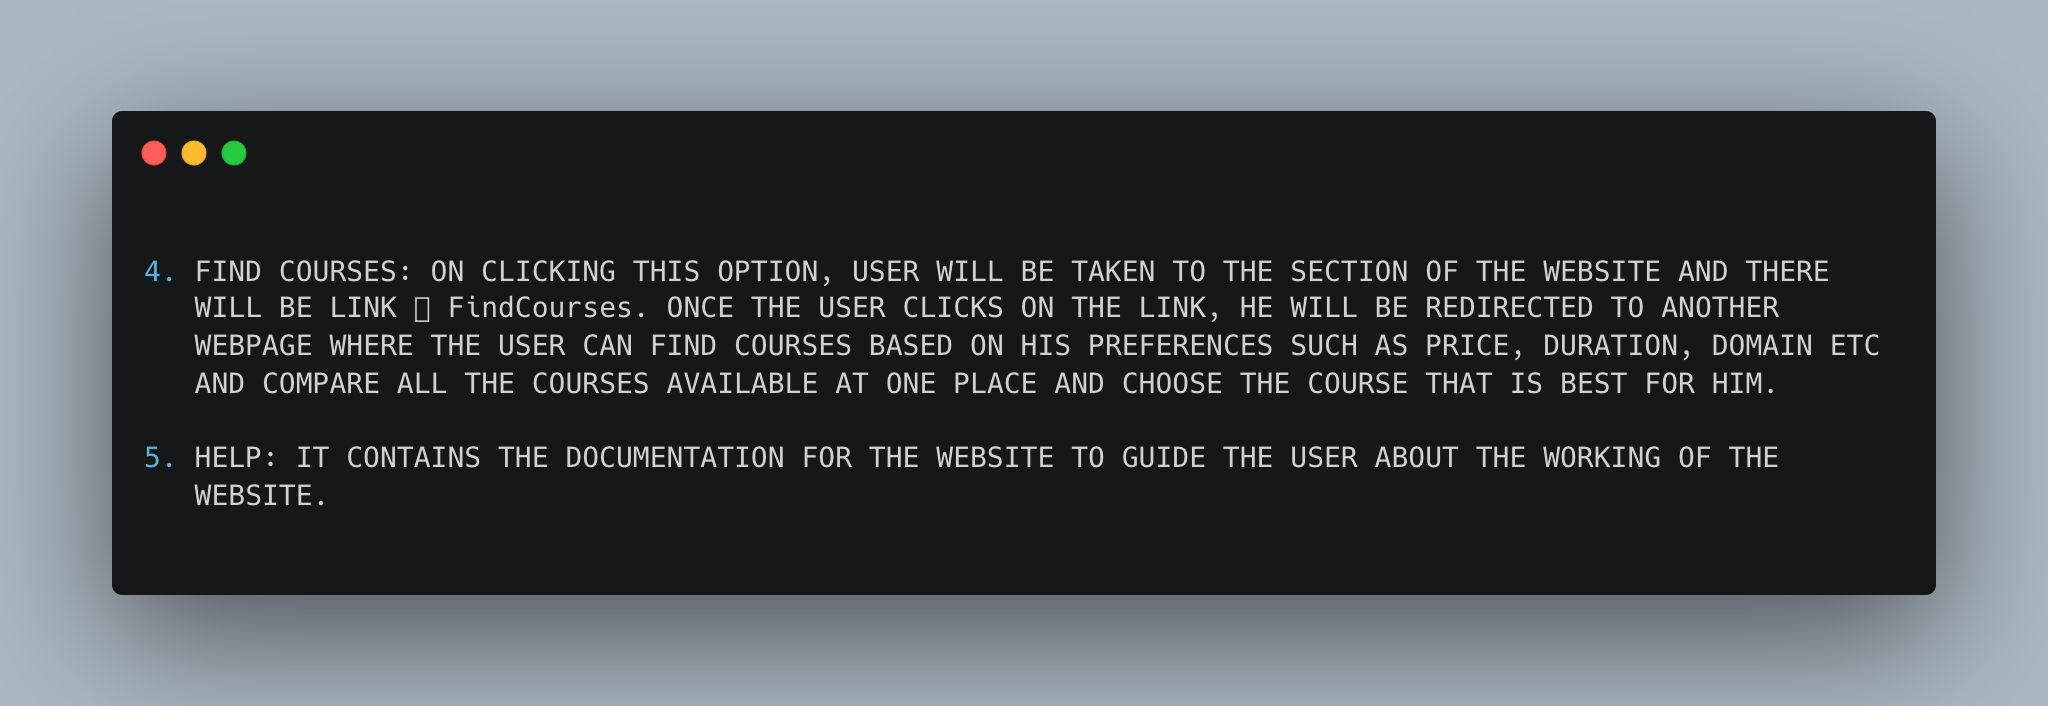 4. FIND COURSES: ON CLICKING THIS OPTION, USER WILL BE TAKEN TO THE SECTION OF THE WEBSITE AND THERE
WILL BE LINK  FindCourses. ONCE THE USER CLICKS ON THE LINK, HE WILL BE REDIRECTED TO ANOTHER
WEBPAGE WHERE THE USER CAN FIND COURSES BASED ON HIS PREFERENCES SUCH AS PRICE, DURATION, DOMAIN ETC
AND COMPARE ALL THE COURSES AVAILABLE AT ONE PLACE AND CHOOSE THE COURSE THAT IS BEST FOR HIM.
5. HELP: IT CONTAINS THE DOCUMENTATION FOR THE WEBSITE TO GUIDE THE USER ABOUT THE WORKING OF THE
WEBSITE.